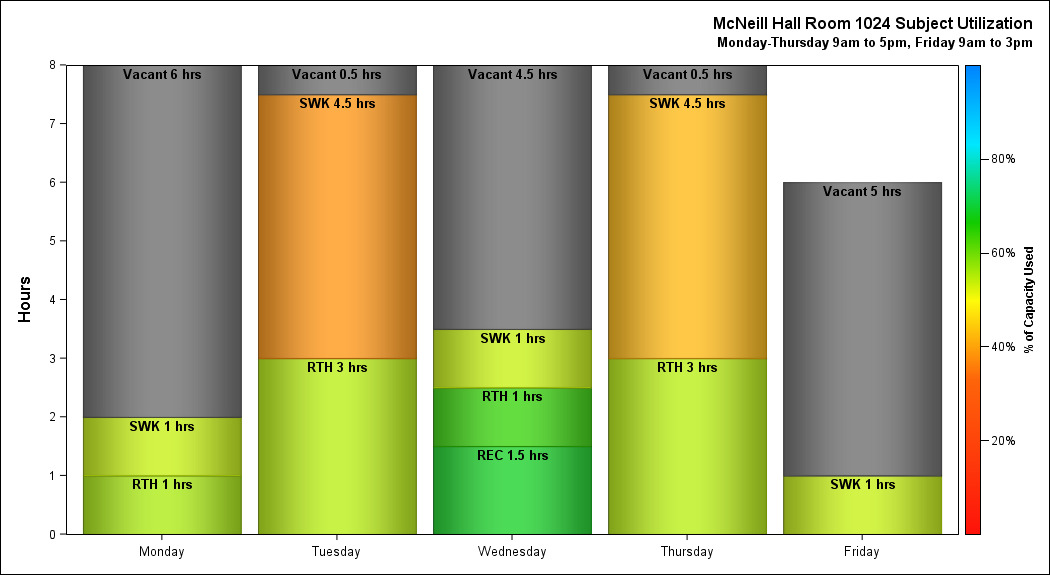 McNeill Hall Room 1024 Subject Utilization
Monday-Thursday 9am to 5pm, Friday 9am to 3pm
Hours
8
7
6
5
4
3
2
1
0
Vacant 6 hrs
SWK 1 hrs
RTH 1 hrs
Vacant 0.5 hrs
SWK 4.5 hrs
RTH 3 hrs
Vacant 4.5 hrs
SWK 1 hrs
RTH 1 hrs
REC 1.5 hrs
Vacant 0.5 hrs
SWK 4.5 hrs
RTH 3 hrs
Vacant 5 hrs
SWK 1 hrs
Monday
Tuesday
Wednesday
Thursday
Friday
80%
60%
40%
20%
% of Capacity Used